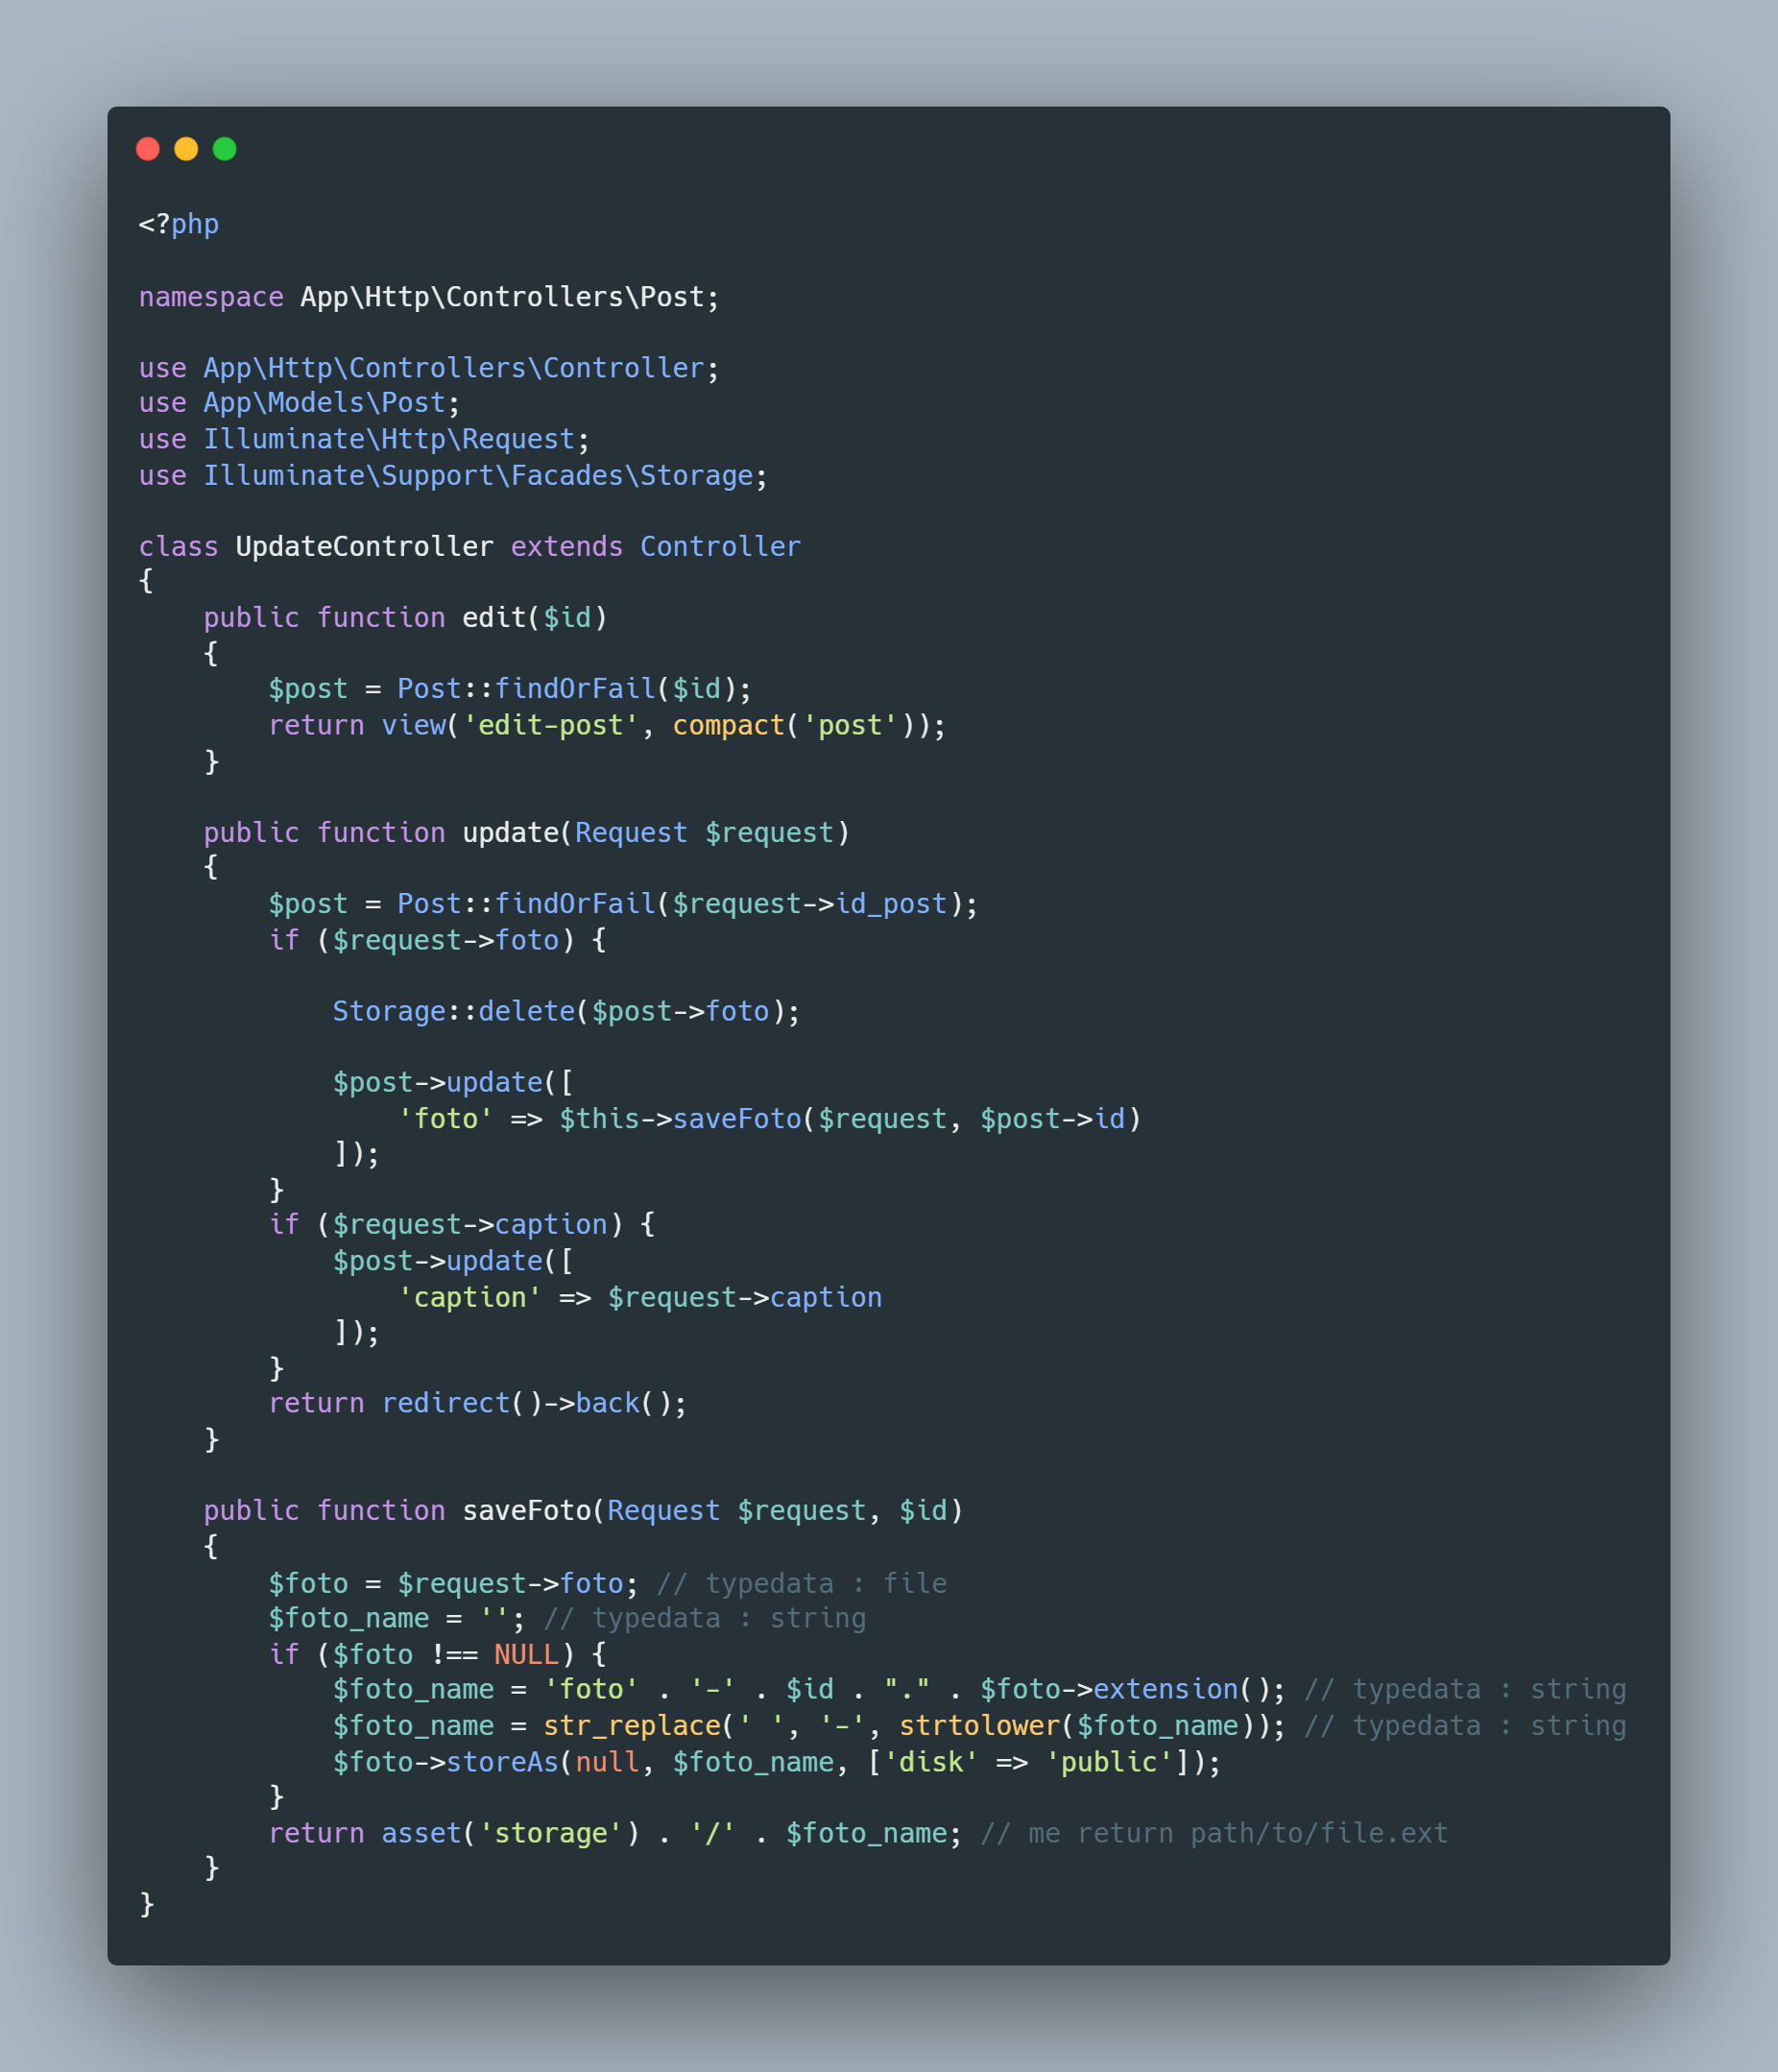 <?php

namespace App\Http\Controllers\Post;

use App\Http\Controllers\Controller;
use App\Models\Post;
use Illuminate\Http\Request;
use Illuminate\Support\Facades\Storage;

class UpdateController extends Controller
{
    public function edit($id)
    {
        $post = Post::findOrFail($id);
        return view('edit-post', compact('post'));
    }

    public function update(Request $request)
    {
        $post = Post::findOrFail($request->id_post);
        if ($request->foto) {

            Storage::delete($post->foto);

            $post->update([
                'foto' => $this->saveFoto($request, $post->id)
            ]);
        }
        if ($request->caption) {
            $post->update([
                'caption' => $request->caption
            ]);
        }
        return redirect()->back();
    }

    public function saveFoto(Request $request, $id)
    {
        $foto = $request->foto; // typedata : file
        $foto_name = ''; // typedata : string
        if ($foto !== NULL) {
            $foto_name = 'foto' . '-' . $id . "." . $foto->extension(); // typedata : string
            $foto_name = str_replace(' ', '-', strtolower($foto_name)); // typedata : string
            $foto->storeAs(null, $foto_name, ['disk' => 'public']);
        }
        return asset('storage') . '/' . $foto_name; // me return path/to/file.ext
    }
}